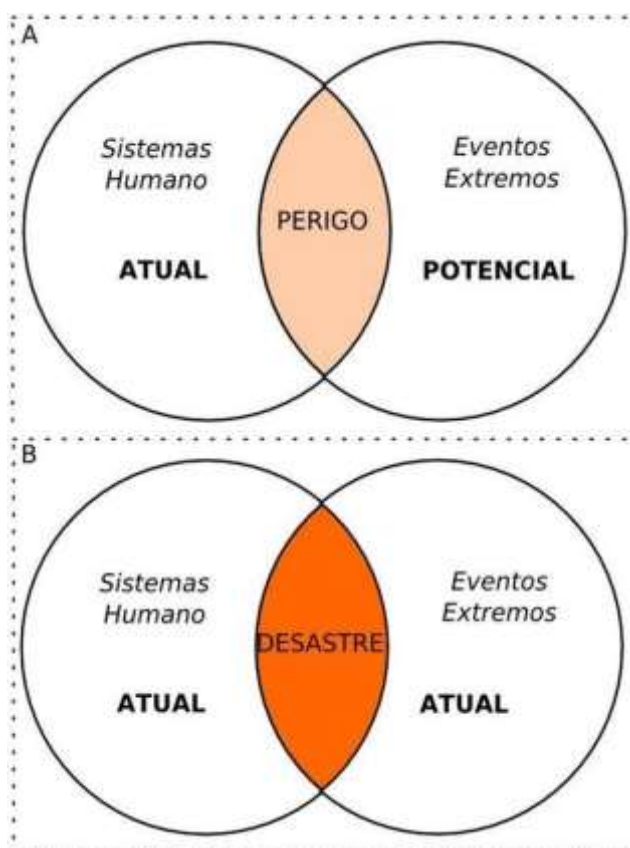 A
Sistemas
Humano
ATUAL
PERIGO
Eventos
Extremos
POTENCIAL
B
Sistemas
Humano
ATUAL
DESASTRE
Eventos
Extremos
ATUAL